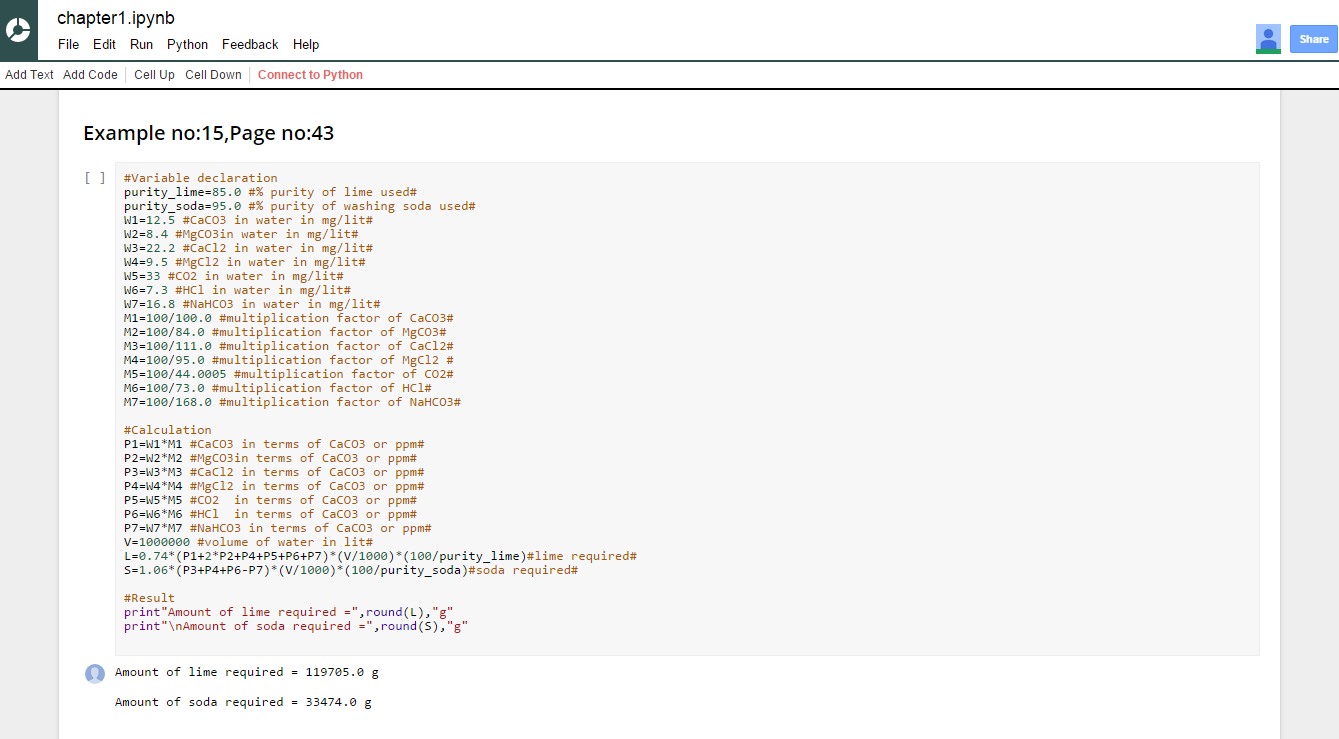 chapter1.ipynb
File Edit Run Python Feedback Help
Share
Add Text Add Code Cell Up Cell Down Connect to Python
Example no:15,Page no:43
[ ]
#Variable declaration
purity_lime=85.0 #% purity of lime used#
purity_soda=95.0 #% purity of washing soda used#
W1=12.5 #CaCO3 in water in mg/lit#
W2=8.4 #MgCO3in water in mg/lit#
W3=22.2 #CaCl2 in water in mg/lit#
W4=9.5 #MgCl2 in water in mg/lit#
W5=33 #CO2 in water in mg/lit#
W6=7.3 #HCl in water in mg/lit#
W7=16.8 #NaHCO3 in water in mg/lit#
M1=100/100.0 #multiplication factor of CaCO3#
M2=100/84.0 #multiplication factor of MgCO3#
M3=100/111.0 #multiplication factor of CaCl2#
M4=100/95.0 #multiplication factor of MgCl2 #
M5=100/44.0005 #multiplication factor of CO2#
M6=100/73.0 #multiplication factor of HCl#
M7=100/168.0 #multiplication factor of NaHCO3#
#Calculation
P1=W1*M1 #CaCO3 in terms of CaCO3 or ppm#
P2=W2*M2 #MgCO3in terms of CaCO3 or ppm#
P3=W3*M3 #CaCl2 in terms of CaCO3 or ppm#
P4=W4*M4 #MgCl2 in terms of CaCO3 or ppm#
P5=W5*M5 #CO2  in terms of CaCO3 or ppm#
P6=W6*M6 #HCl  in terms of CaCO3 or ppm#
P7=W7*M7 #NaHCO3 in terms of CaCO3 or ppm#
V=1000000 #volume of water in lit#
L=0.74*(P1+2*P2+P4+P5+P6+P7)*(V/1000)*(100/purity_lime)#lime required#
S=1.06*(P3+P4+P6-P7)*(V/1000)*(100/purity_soda)#soda required#
#Result
print"Amount of lime required =",round(L),"g"
print"\nAmount of soda required =",round(S),"g"
Amount of lime required = 119705.0 g
Amount of soda required = 33474.0 g